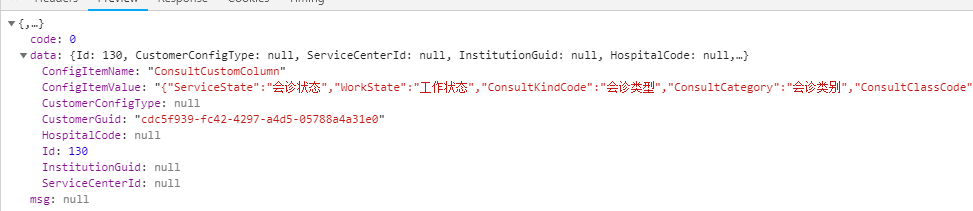 Preview Response Cookies Timing
▼{,…}
code: 0
▼data: {Id: 130, CustomerConfigType: null, ServiceCenterId: null, InstitutionGuid: null, HospitalCode: null,…}
ConfigItemName: "ConsultCustomColumn"
ConfigItemValue: "{"ServiceState":"会诊状态","WorkState":"工作状态","ConsultKindCode":"会诊类型","ConsultCategory":"会诊类别","ConsultClassCode"
CustomerConfigType: null
CustomerGuid: "cdc5f939-fc42-4297-a4d5-05788a4a31e0"
HospitalCode: null
Id: 130
InstitutionGuid: null
ServiceCenterId: null
msg: null